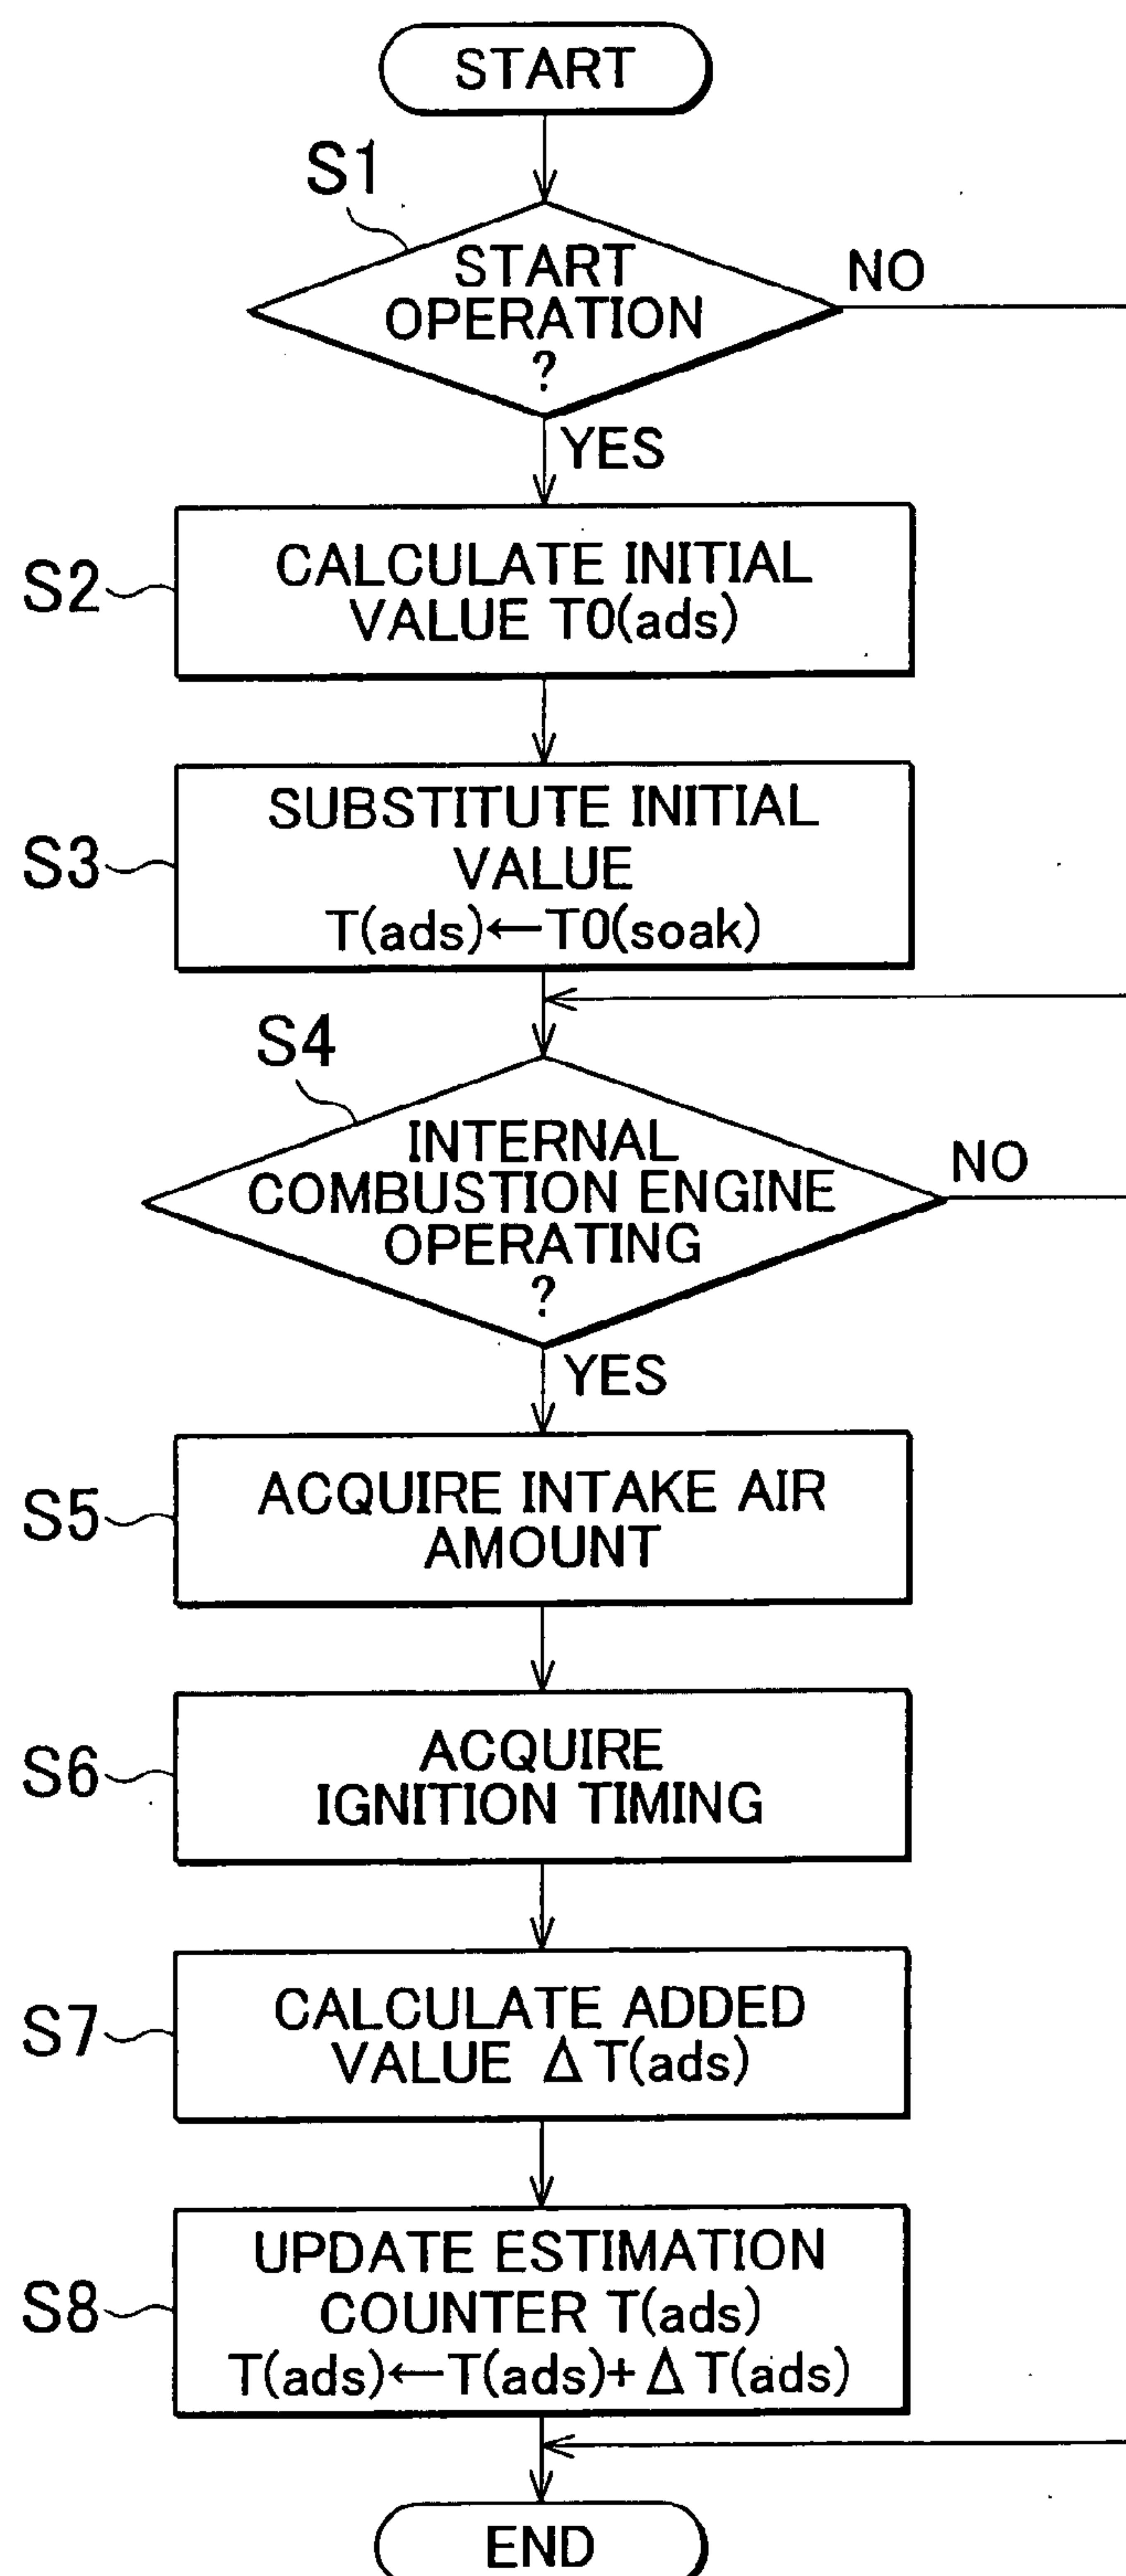 START
S1
START
OPERATION
?
NO
YES
S2
CALCULATE INITIAL
VALUE T0(ads)
S3
SUBSTITUTE INITIAL
VALUE
T(ads)←T0(soak)
S4
INTERNAL
COMBUSTION ENGINE
OPERATING
?
NO
YES
S5
ACQUIRE INTAKE AIR
AMOUNT
S6
ACQUIRE
IGNITION TIMING
S7
CALCULATE ADDED
VALUE Δ T(ads)
S8
UPDATE ESTIMATION
COUNTER T(ads)
T(ads)←T(ads)+Δ T(ads)
END